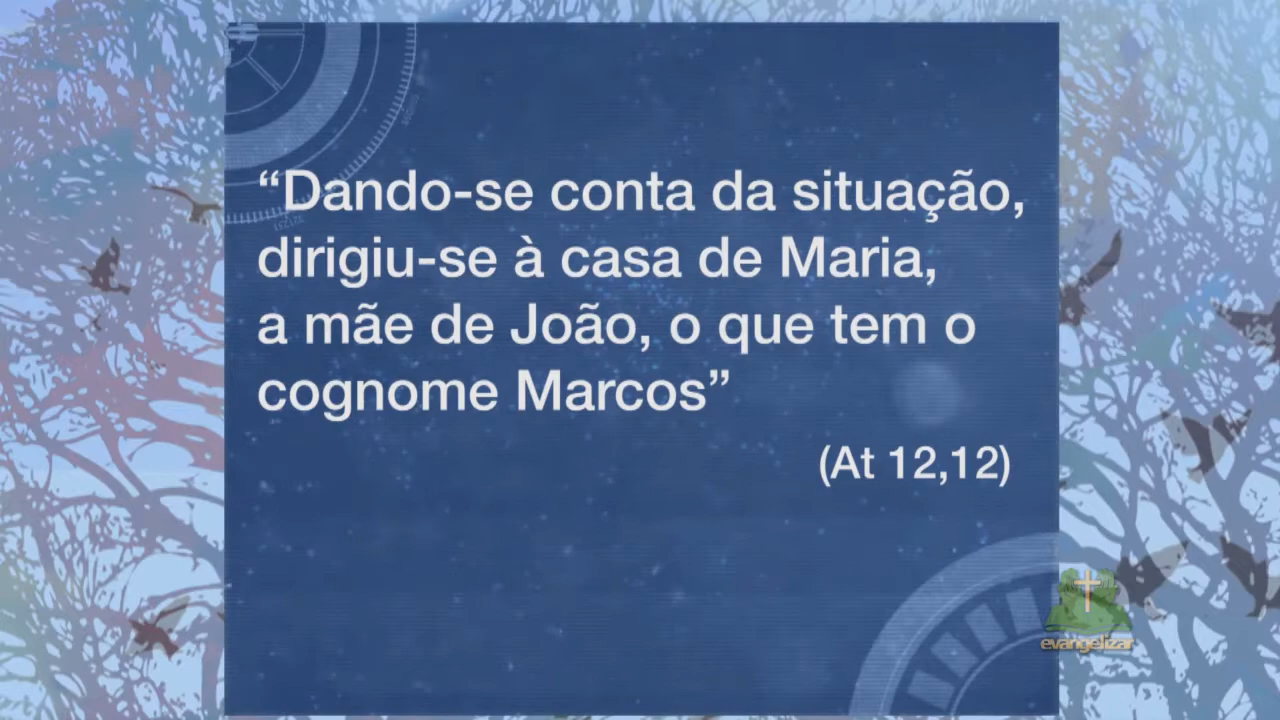 “Dando-se conta da situação,
dirigiu-se à casa de Maria,
a mãe de João, o que tem o
cognome Marcos”
(At 12,12)
evangelizar